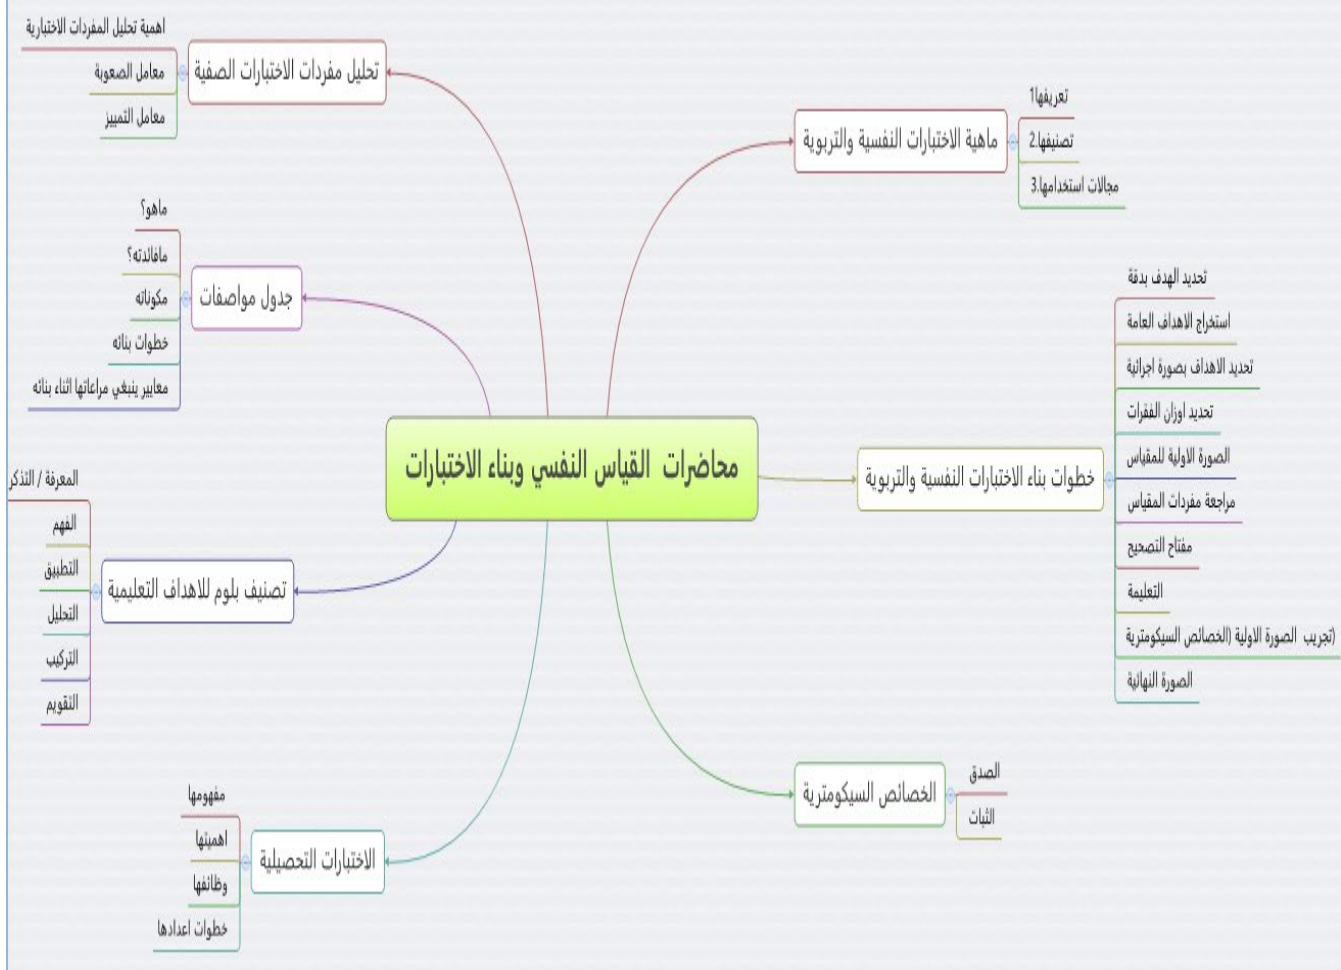 محاضرات القياس النفسي وبناء الاختبارات
ماهية الاختبارات النفسية والتربوية
تعريفها1
تصنيفها.2
مجالات استخدامها.3
خطوات بناء الاختبارات النفسية والتربوية
تحديد الهدف بدقة
استخراج الاهداف العامة
تحديد الاهداف بصورة اجرائية
تحديد اوزان الفقرات
الصورة الاولية للمقياس
مراجعة مفردات المقياس
مفتاح التصحيح
التعليمة
(تجريب الصورة الاولية (الخصائص السيكومترية
الصورة النهائية
الخصائص السيكومترية
الصدق
الثبات
تحليل مفردات الاختبارات الصفية
اهمية تحليل المفردات الاختبارية
معامل الصعوبة
معامل التمييز
جدول مواصفات
ماهو؟
مافائدته؟
مكوناته
خطوات بنائه
معايير ينبغي مراعاتها اثناء بنائه
تصنيف بلوم للاهداف التعليمية
المعرفة / التذكر
الفهم
التطبيق
التحليل
التركيب
التقويم
الاختبارات التحصيلية
مفهومها
اهميتها
وظائفها
خطوات اعدادها